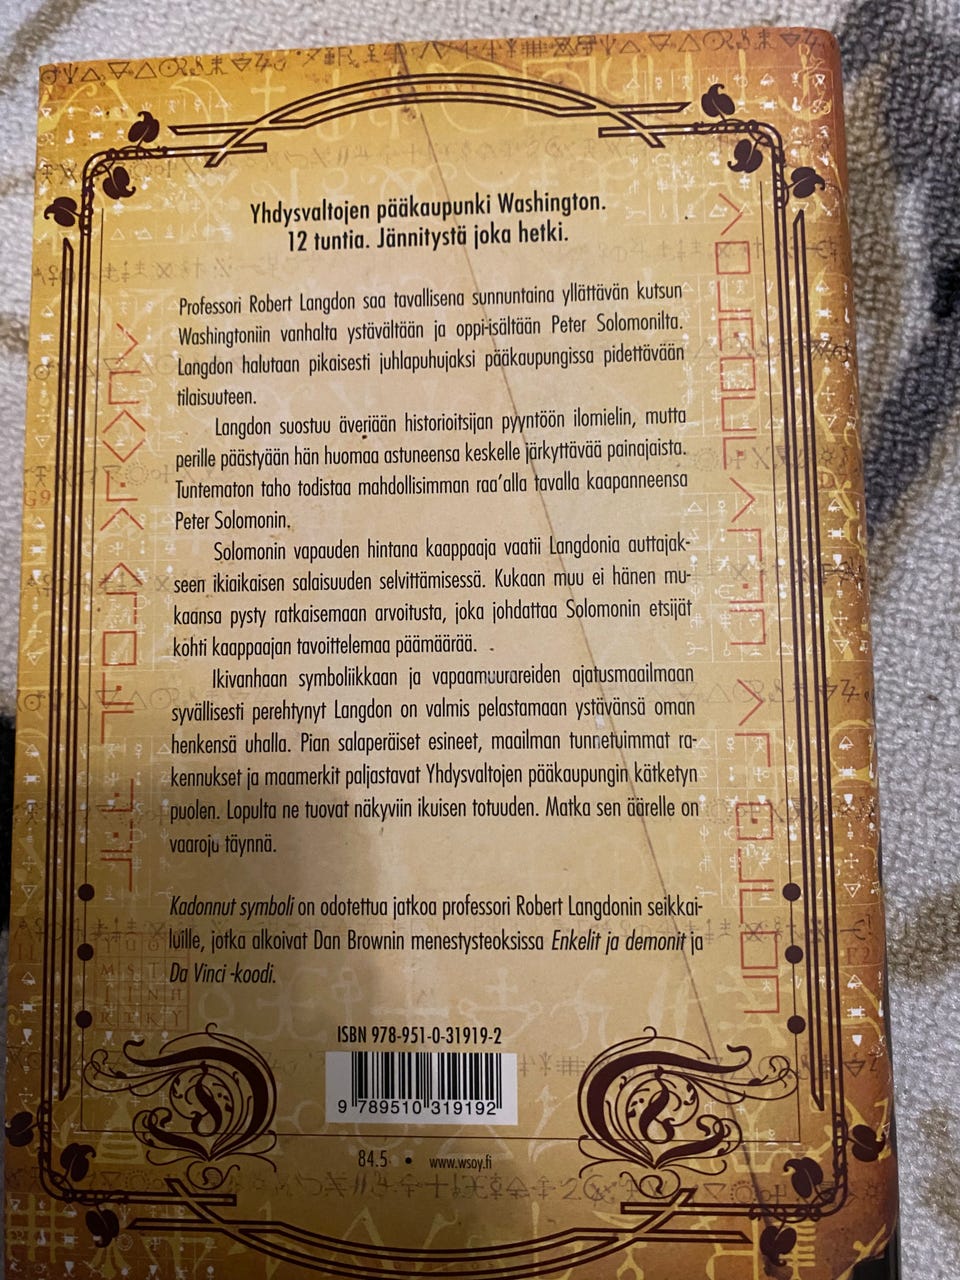 Yhdysvaltojen pääkaupunki Washington.
12 tuntia. Jännitystä joka hetki.
Professori Robert Langdon saa tavallisena sunnuntaina yllättävän kutsun
Washingtoniin vanhalta ystävältään ja oppi-isältään Peter Solomonilta.
Langdon halutaan pikaisesti juhlapuhujaksi pääkaupungissa pidettävään
tilaisuuteen.
Langdon suostuu äveriään historioitsijan pyyntöön ilomielin, mutta
perille päästyään hän huomaa astuneensa keskelle järkyttävää painajaista.
Tuntematon taho todistaa mahdollisimman raa'alla tavalla kaapanneensa
Peter Solomonin.
Solomonin vapauden hintana kaappaaja vaatii Langdonia auttajak-
seen ikiaikaisen salaisuuden selvittämisessä. Kukaan muu ei hänen mu-
kaansa pysty ratkaisemaan arvoitusta, joka johdattaa Solomonin etsijät
kohti kaappaajan tavoittelemaa päämäärää.
Ikivanhaan symboliikkaan ja vapaamuurareiden ajatusmaailmaan
syvällisesti perehtynyt Langdon on valmis pelastamaan ystävänsä oman
henkensä uhalla. Pian salaperäiset esineet, maailman tunnetuimmat ra-
kennukset ja maamerkit paljastavat Yhdysvaltojen pääkaupungin kätketyn
puolen. Lopulta ne tuovat näkyviin ikuisen totuuden. Matka sen äärelle on
vaaroja täynnä.
Kadonnut symboli on odotettua jatkoa professori Robert Langdonin seikkai-
luille, jotka alkoivat Dan Brownin menestysteoksissa Enkelit ja demonit ja
Da Vinci -koodi.
ISBN 978-951-0-31919-2
9 789510 319192
84.5 • www.wsoy.fi